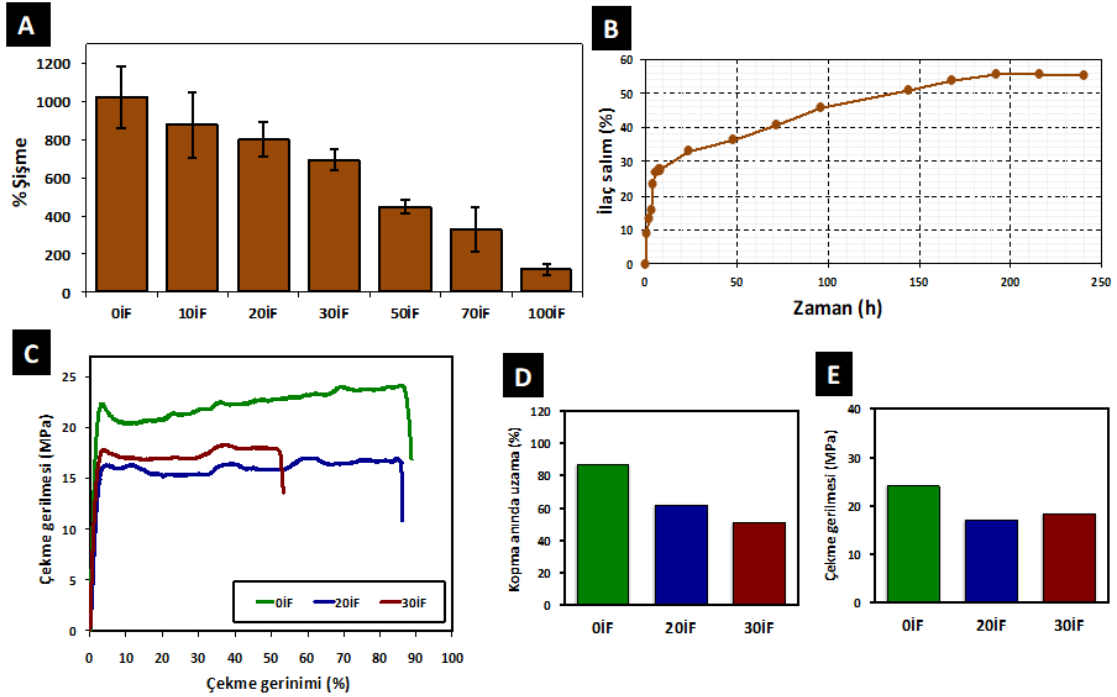 A
% Şişme
1200
1000
800
600
400
200
0
0İF 10İF 20İF 30İF 50İF 70İF 100İF
B
İlaç salım (%)
60
50
40
30
20
10
0
0 50 100 150 200 250
Zaman (h)
C
Çekme gerilmesi (MPa)
25
20
15
10
5
0
0İF 20İF 30İF
0 10 20 30 40 50 60 70 80 90 100
Çekme gerinimi (%)
D
Kopma anında uzama (%)
120
100
80
60
40
20
0
0İF 20İF 30İF
E
Çekme gerilmesi (MPa)
40
30
20
10
0
0İF 20İF 30İF